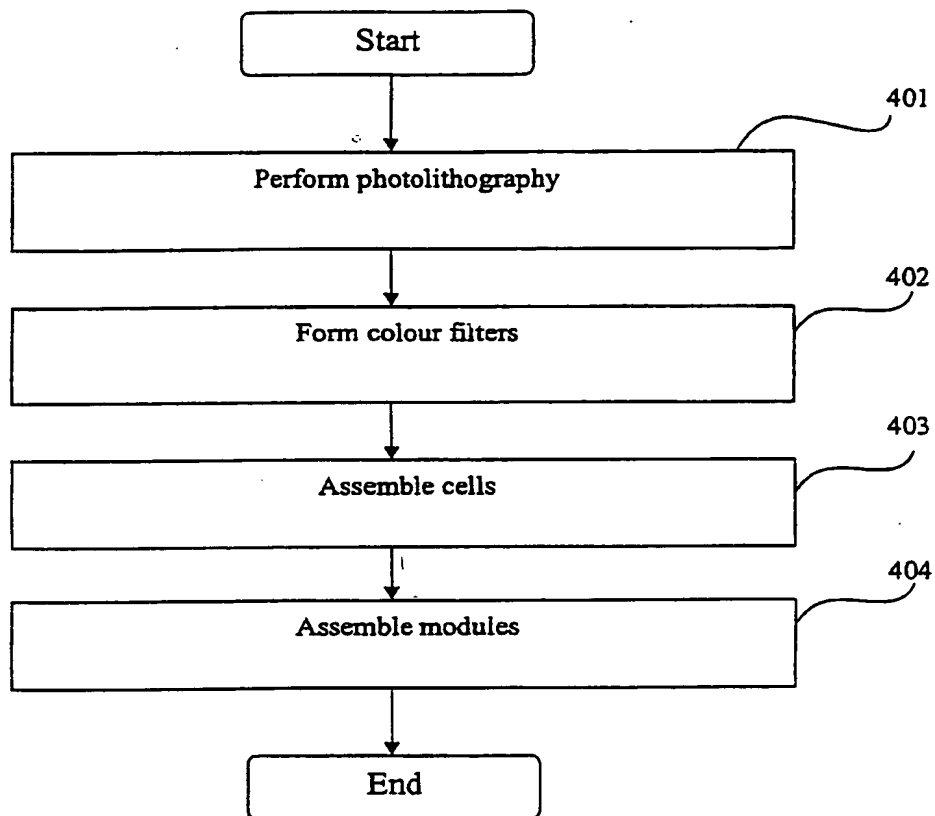 Start
401
Perform photolithography
402
Form colour filters
403
Assemble cells
404
Assemble modules
End